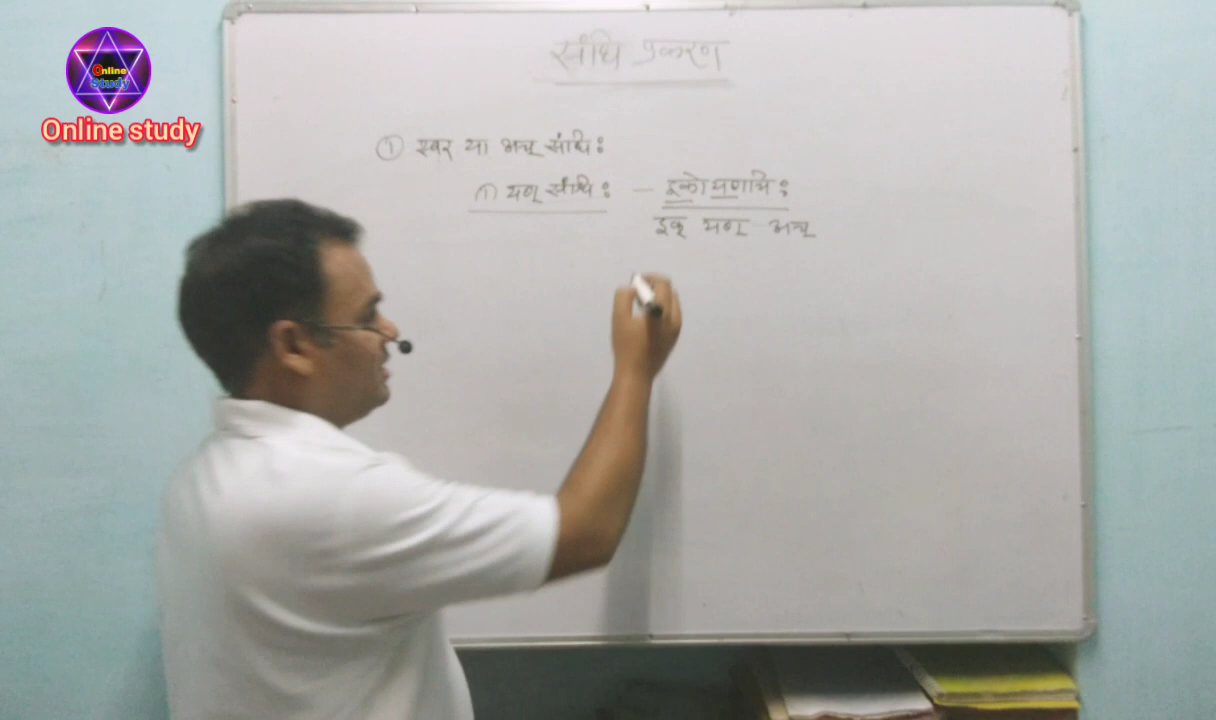 Online
Study
Online study
संधि प्रकरण
① स्वर या अच् संधि :
(1) यण् संधि : – इकोयणचि :
इक् यण् अच्